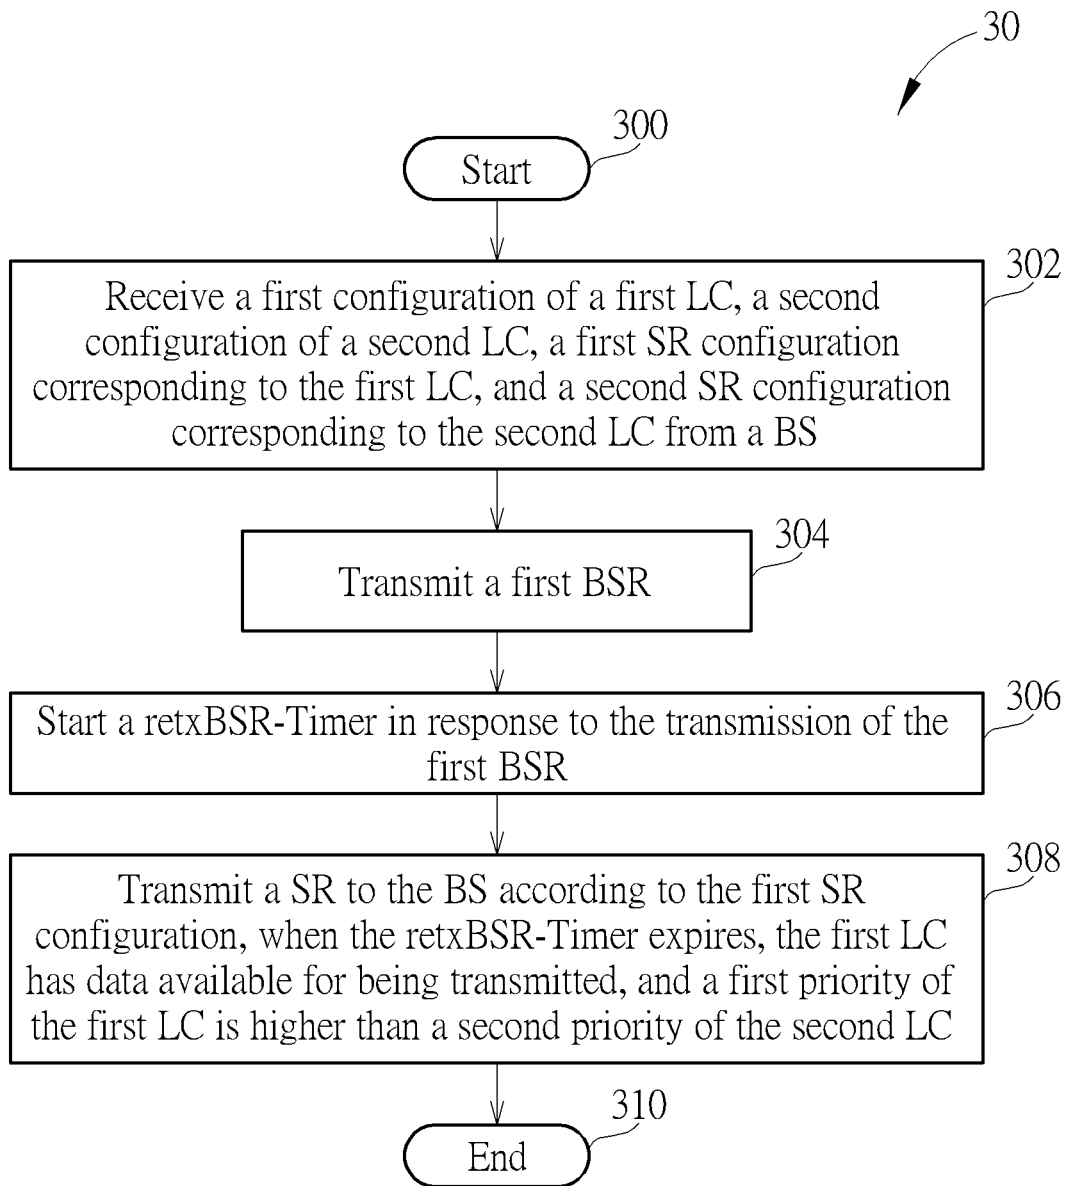 30
300
Start
302
Receive a first configuration of a first LC, a second
configuration of a second LC, a first SR configuration
corresponding to the first LC, and a second SR configuration
corresponding to the second LC from a BS
304
Transmit a first BSR
306
Start a retxBSR-Timer in response to the transmission of the
first BSR
308
Transmit a SR to the BS according to the first SR
configuration, when the retxBSR-Timer expires, the first LC
has data available for being transmitted, and a first priority of
the first LC is higher than a second priority of the second LC
310
End